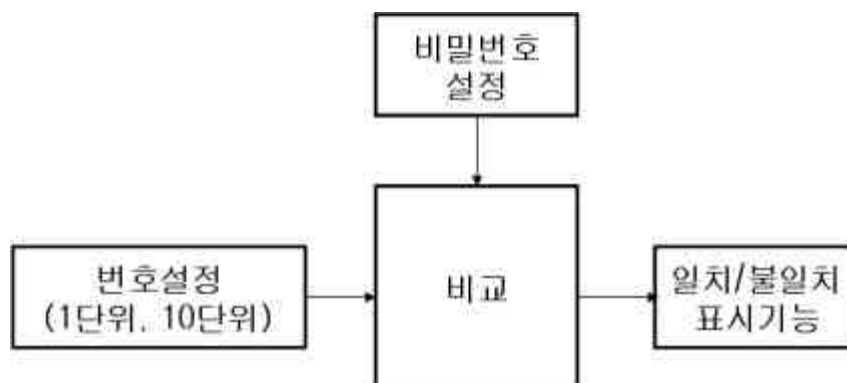 비밀번호
설정
번호설정
(1단위, 10단위)
비교
일치/불일치
표시기능